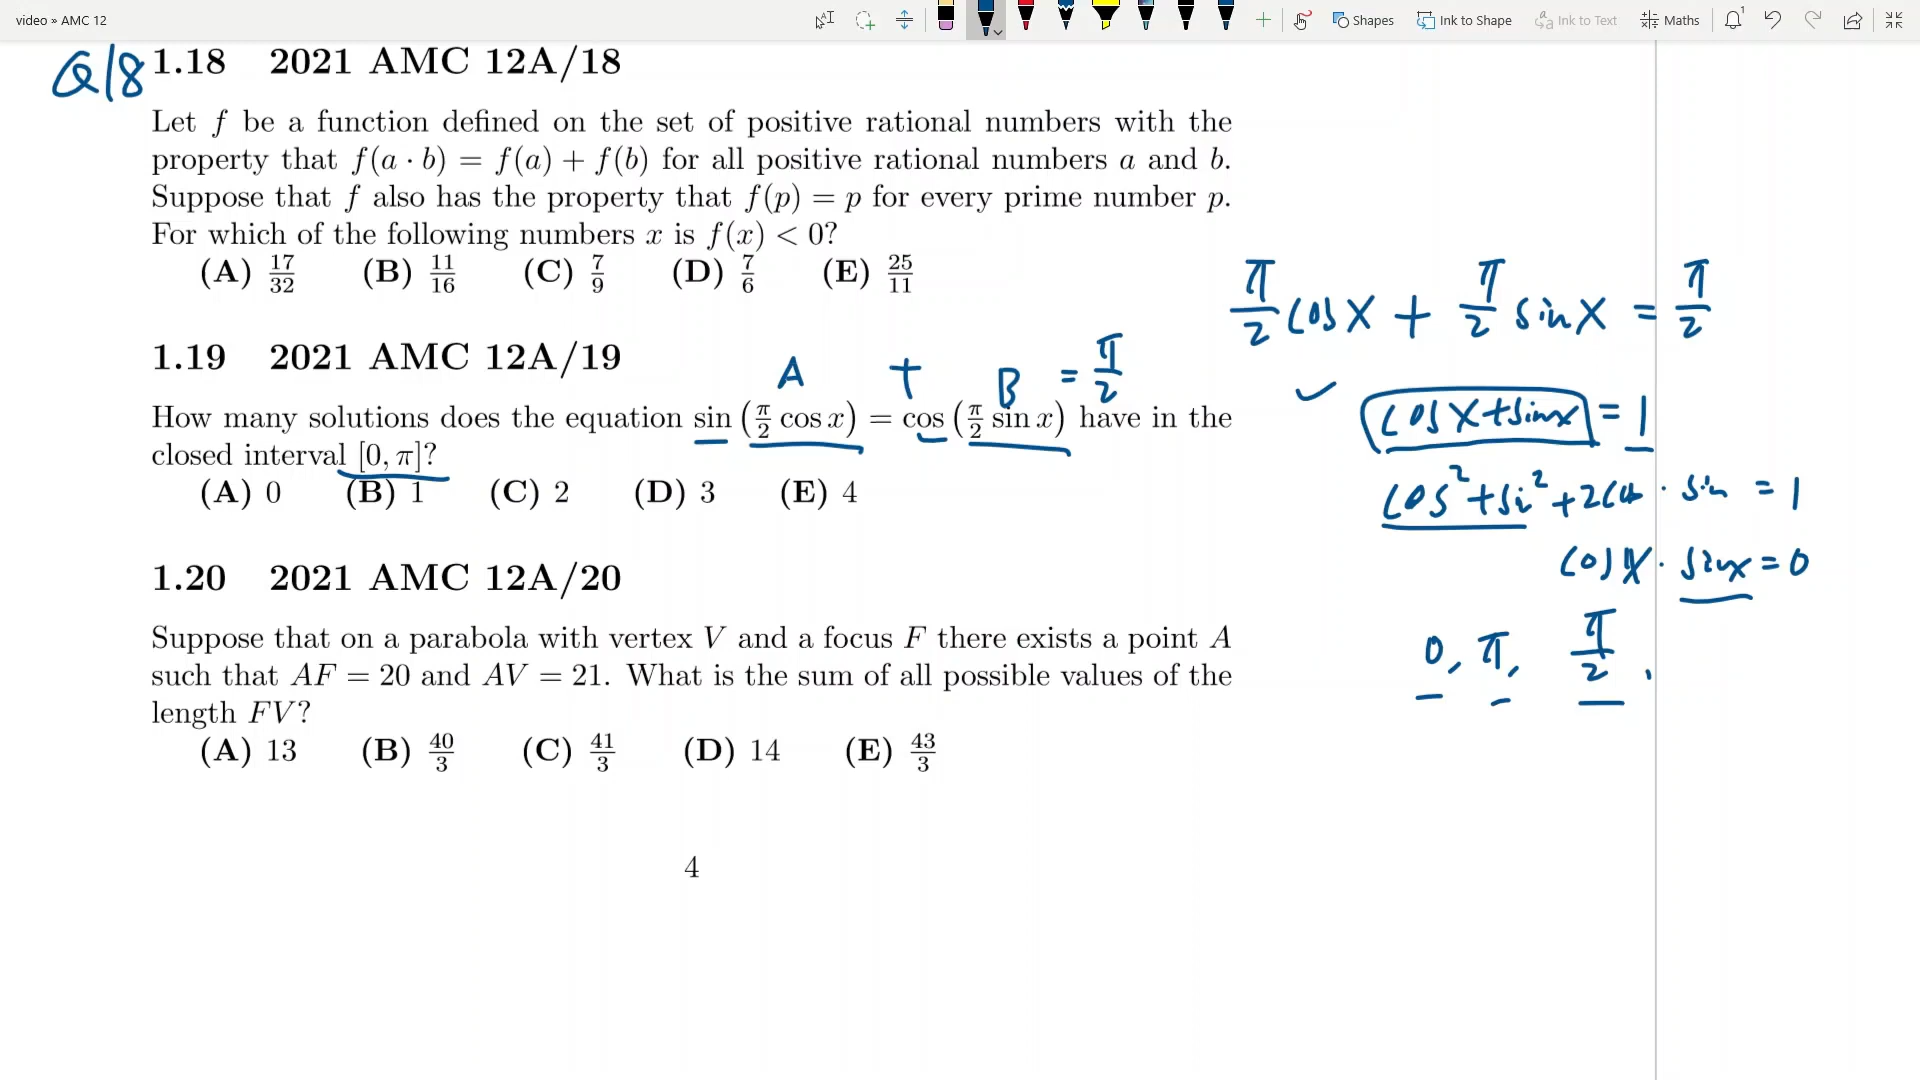 video » AMC 12
Shapes Ink to Shape Ink to Text Maths
Q18 1.18 2021 AMC 12A/18
Let f be a function defined on the set of positive rational numbers with the
property that f(a · b) = f(a) + f(b) for all positive rational numbers a and b.
Suppose that f also has the property that f(p) = p for every prime number p.
For which of the following numbers x is f(x) < 0?
(A) 17/32 (B) 11/16 (C) 7/9 (D) 7/6 (E) 25/11
1.19 2021 AMC 12A/19
A + B = π/2
How many solutions does the equation sin (π/2 cos x) = cos (π/2 sin x) have in the
closed interval [0, π]?
(A) 0 (B) 1 (C) 2 (D) 3 (E) 4
1.20 2021 AMC 12A/20
Suppose that on a parabola with vertex V and a focus F there exists a point A
such that AF = 20 and AV = 21. What is the sum of all possible values of the
length FV?
(A) 13 (B) 40/3 (C) 41/3 (D) 14 (E) 43/3
4
π/2 cos x + π/2 sin x = π/2
✓ cos x + sin x = 1
cos² + si² + 2 cos · sin = 1
cos x · sin x = 0
0, π, π/2,